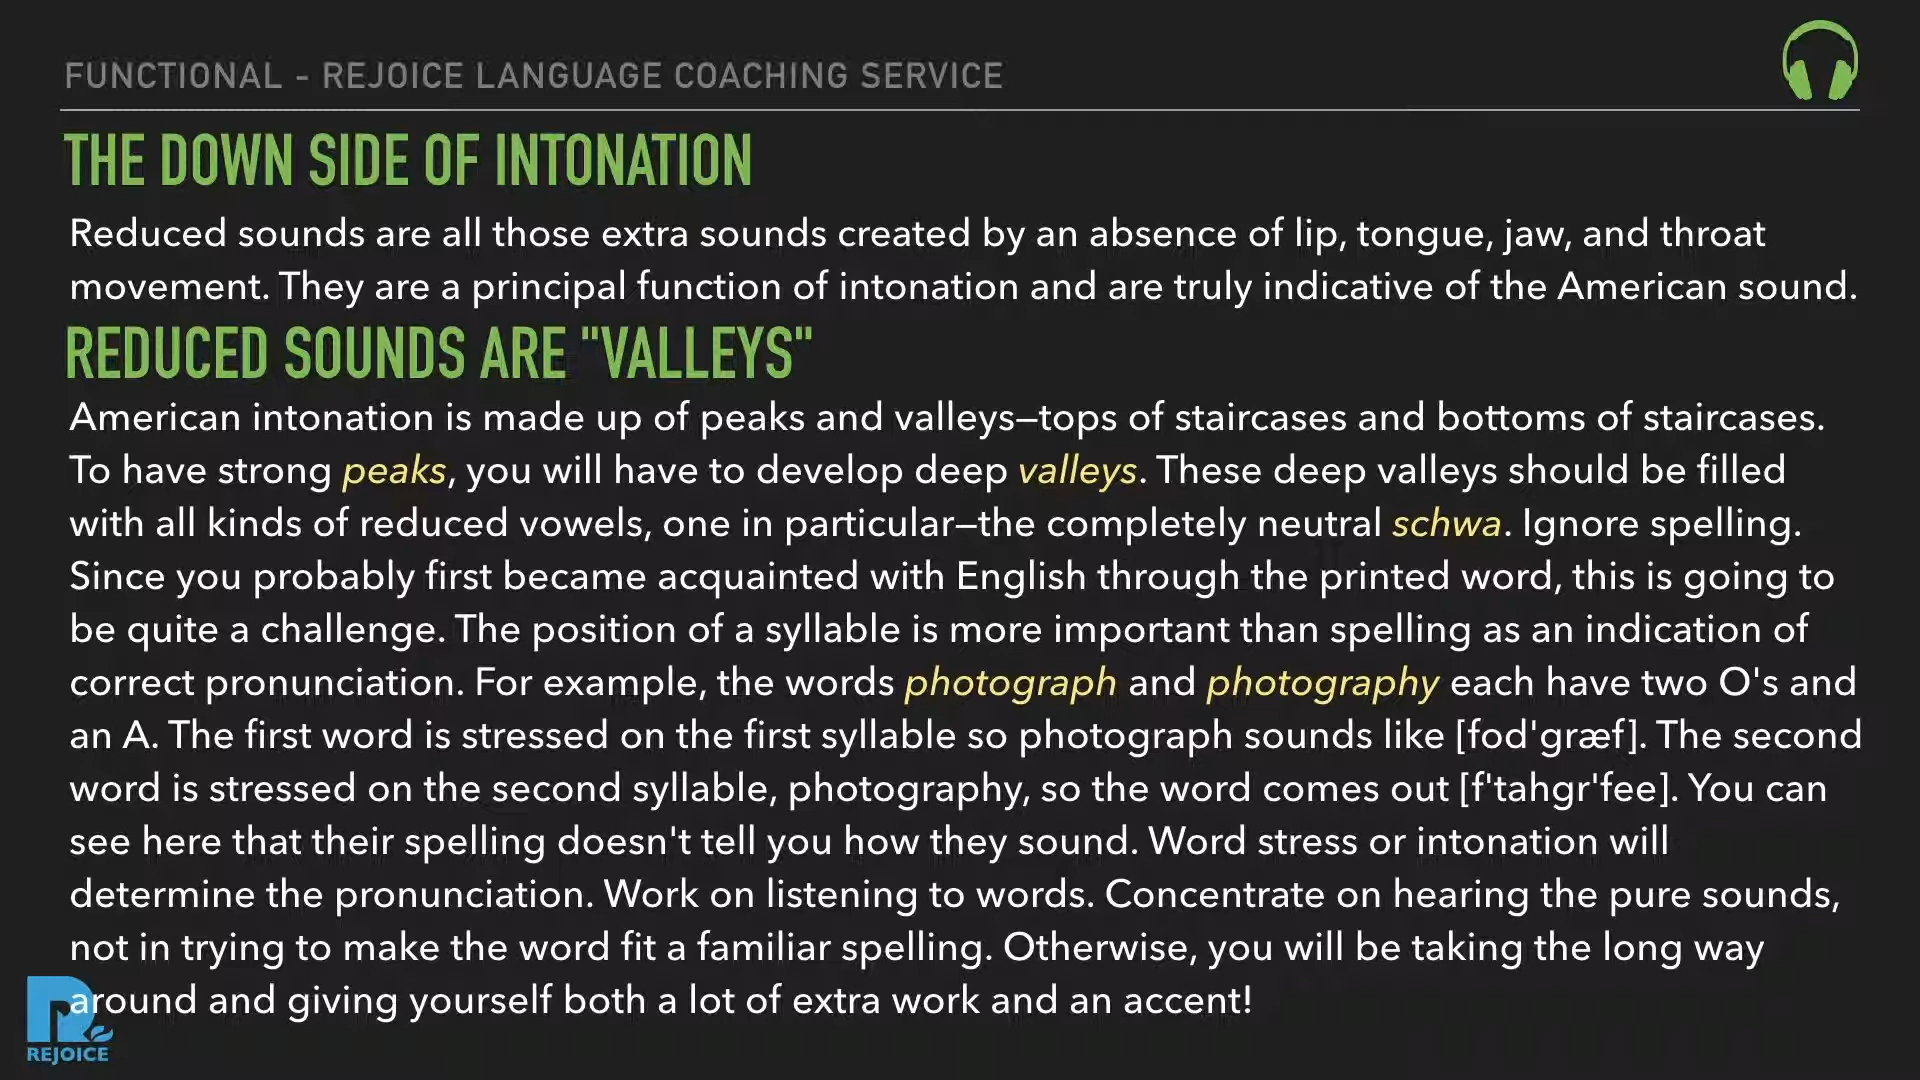 FUNCTIONAL - REJOICE LANGUAGE COACHING SERVICE
THE DOWN SIDE OF INTONATION
Reduced sounds are all those extra sounds created by an absence of lip, tongue, jaw, and throat
movement. They are a principal function of intonation and are truly indicative of the American sound.
REDUCED SOUNDS ARE "VALLEYS"
American intonation is made up of peaks and valleys—tops of staircases and bottoms of staircases.
To have strong peaks, you will have to develop deep valleys. These deep valleys should be filled
with all kinds of reduced vowels, one in particular—the completely neutral schwa. Ignore spelling.
Since you probably first became acquainted with English through the printed word, this is going to
be quite a challenge. The position of a syllable is more important than spelling as an indication of
correct pronunciation. For example, the words photograph and photography each have two O's and
an A. The first word is stressed on the first syllable so photograph sounds like [fod'græf]. The second
word is stressed on the second syllable, photography, so the word comes out [f'tahgr'fee]. You can
see here that their spelling doesn't tell you how they sound. Word stress or intonation will
determine the pronunciation. Work on listening to words. Concentrate on hearing the pure sounds,
not in trying to make the word fit a familiar spelling. Otherwise, you will be taking the long way
around and giving yourself both a lot of extra work and an accent!
REJOICE